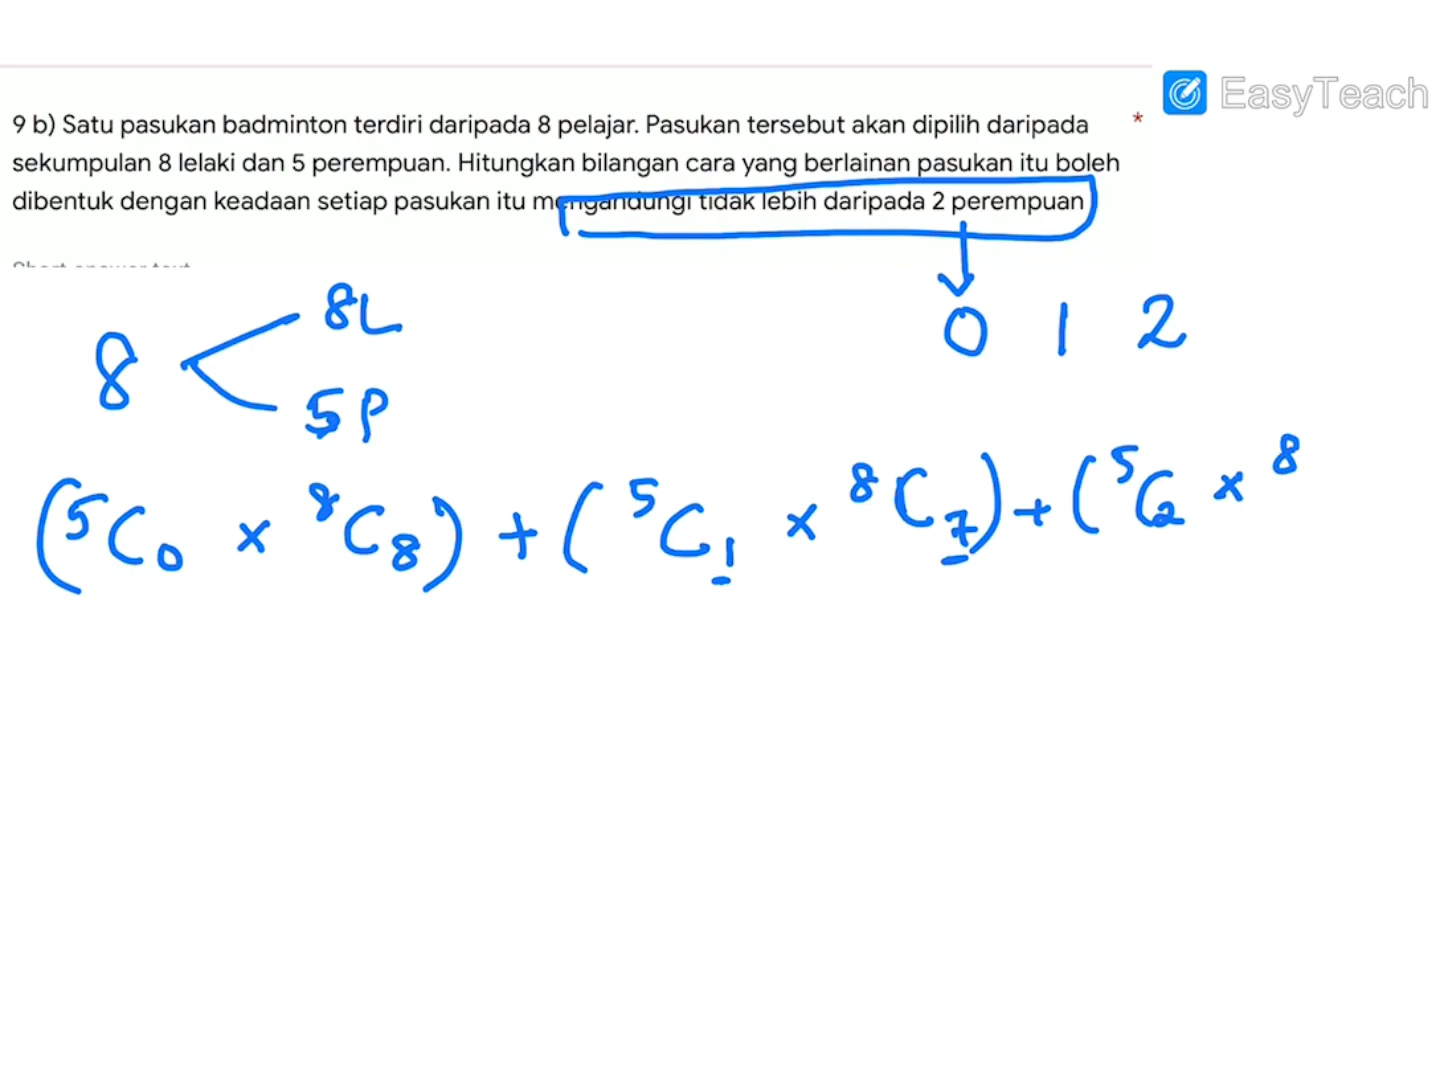 EasyTeach
9 b) Satu pasukan badminton terdiri daripada 8 pelajar. Pasukan tersebut akan dipilih daripada *
sekumpulan 8 lelaki dan 5 perempuan. Hitungkan bilangan cara yang berlainan pasukan itu boleh
dibentuk dengan keadaan setiap pasukan itu mengandungi tidak lebih daripada 2 perempuan
8 8L
5P
0 1 2
(⁵C₀ × ⁸C₈) + (⁵C₁ × ⁸C₇) + (⁵C₂ × ⁸